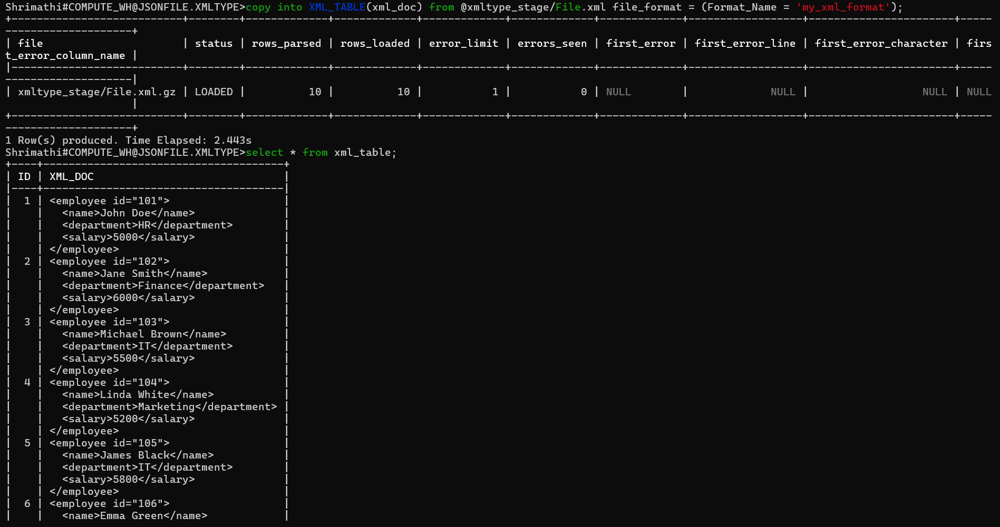 Shrimathi#COMPUTE_WH@JSONFILE.XMLTYPE>copy into XML_TABLE(xml_doc) from @xmltype_stage/File.xml file_format = (Format_Name = 'my_xml_format');
+---------------------------+--------+-------------+-------------+-------------+-------------+-------------+------------------+-----------------------+-----
--------------------+
| file                      | status | rows_parsed | rows_loaded | error_limit | errors_seen | first_error | first_error_line | first_error_character | firs
t_error_column_name |
|---------------------------+--------+-------------+-------------+-------------+-------------+-------------+------------------+-----------------------+-----
--------------------|
| xmltype_stage/File.xml.gz | LOADED |          10 |          10 |           1 |           0 | NULL        |             NULL |                  NULL | NULL
                    |
+---------------------------+--------+-------------+-------------+-------------+-------------+-------------+------------------+-----------------------+-----
--------------------+
1 Row(s) produced. Time Elapsed: 2.443s
Shrimathi#COMPUTE_WH@JSONFILE.XMLTYPE>select * from xml_table;
+----+--------------------------------------+
| ID | XML_DOC                              |
|----+--------------------------------------|
|  1 | <employee id="101">                  |
|    |   <name>John Doe</name>              |
|    |   <department>HR</department>        |
|    |   <salary>5000</salary>              |
|    | </employee>                          |
|  2 | <employee id="102">                  |
|    |   <name>Jane Smith</name>            |
|    |   <department>Finance</department>   |
|    |   <salary>6000</salary>              |
|    | </employee>                          |
|  3 | <employee id="103">                  |
|    |   <name>Michael Brown</name>         |
|    |   <department>IT</department>        |
|    |   <salary>5500</salary>              |
|    | </employee>                          |
|  4 | <employee id="104">                  |
|    |   <name>Linda White</name>           |
|    |   <department>Marketing</department> |
|    |   <salary>5200</salary>              |
|    | </employee>                          |
|  5 | <employee id="105">                  |
|    |   <name>James Black</name>           |
|    |   <department>IT</department>        |
|    |   <salary>5800</salary>              |
|    | </employee>                          |
|  6 | <employee id="106">                  |
|    |   <name>Emma Green</name>            |